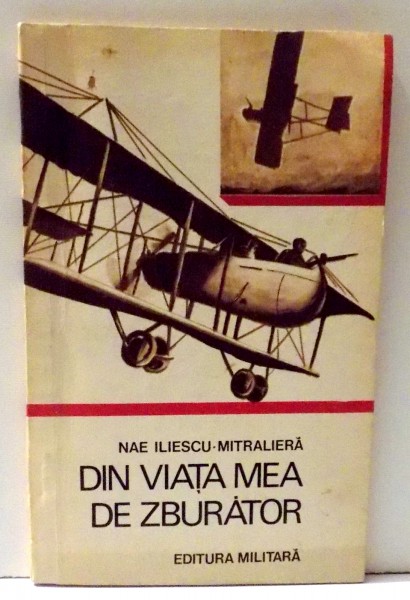 NAE ILIESCU-MITRALIERĂ
DIN VIAȚA MEA
DE ZBURĂTOR
EDITURA MILITARĂ